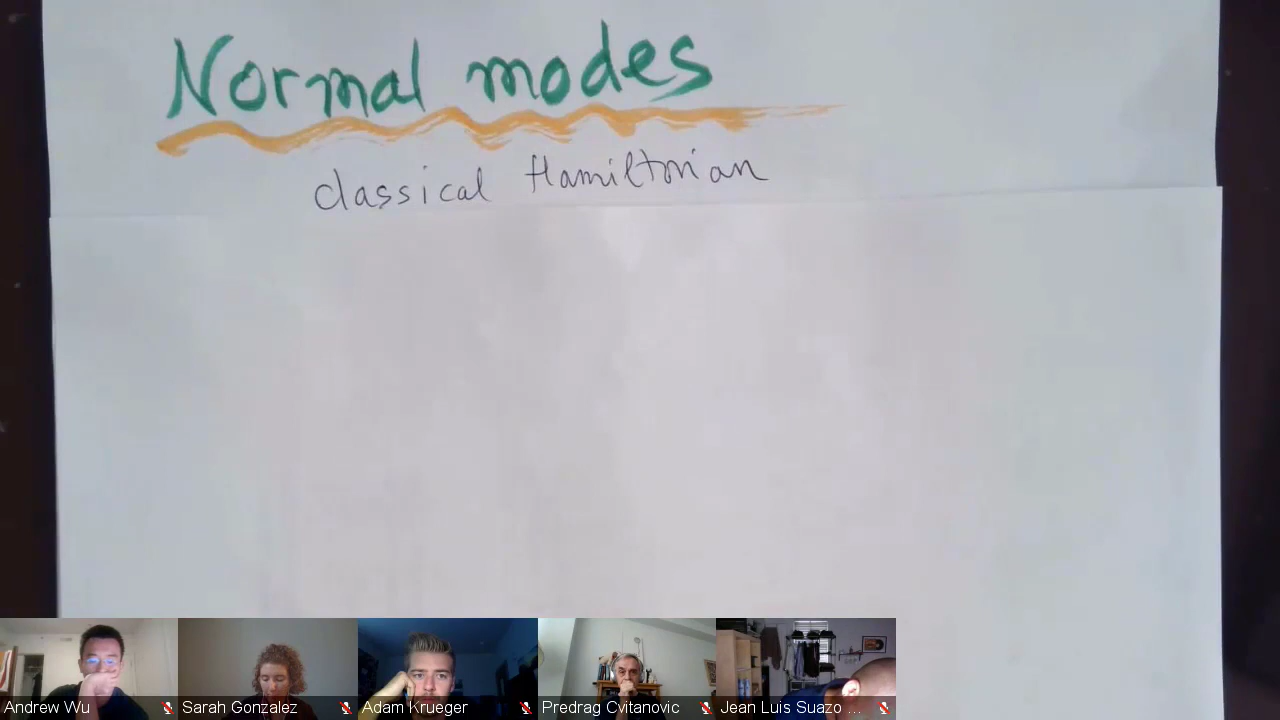 Normal modes
classical Hamiltonian
Andrew Wu
Sarah Gonzalez
Adam Krueger
Predrag Cvitanovic
Jean Luis Suazo ...